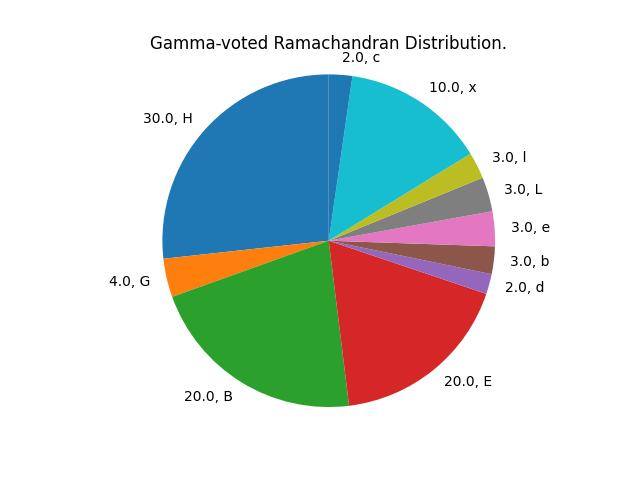 Gamma-voted Ramachandran Distribution.
2.0, c
10.0, x
30.0, H
3.0, l
3.0, L
3.0, e
3.0, b
4.0, G
2.0, d
20.0, E
20.0, B